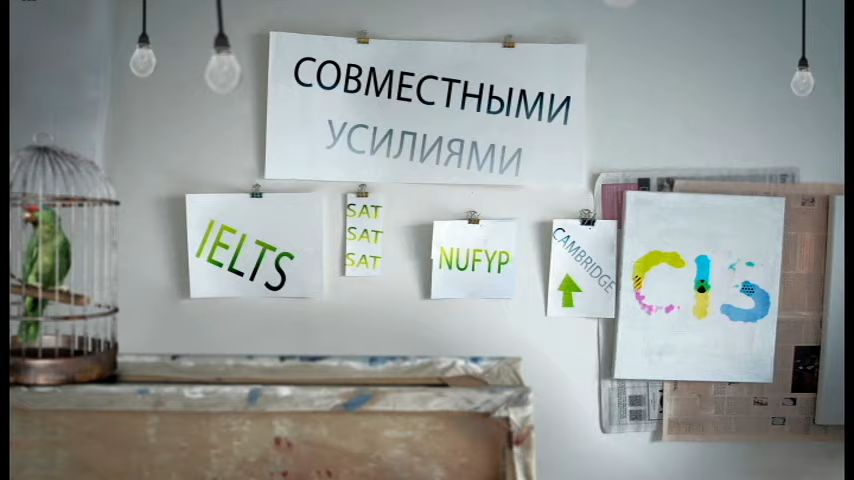 СОВМЕСТНЫМИ
УСИЛИЯМИ
IELTS
SAT
SAT
SAT
NUFYP
CAMBRIDGE
CIS